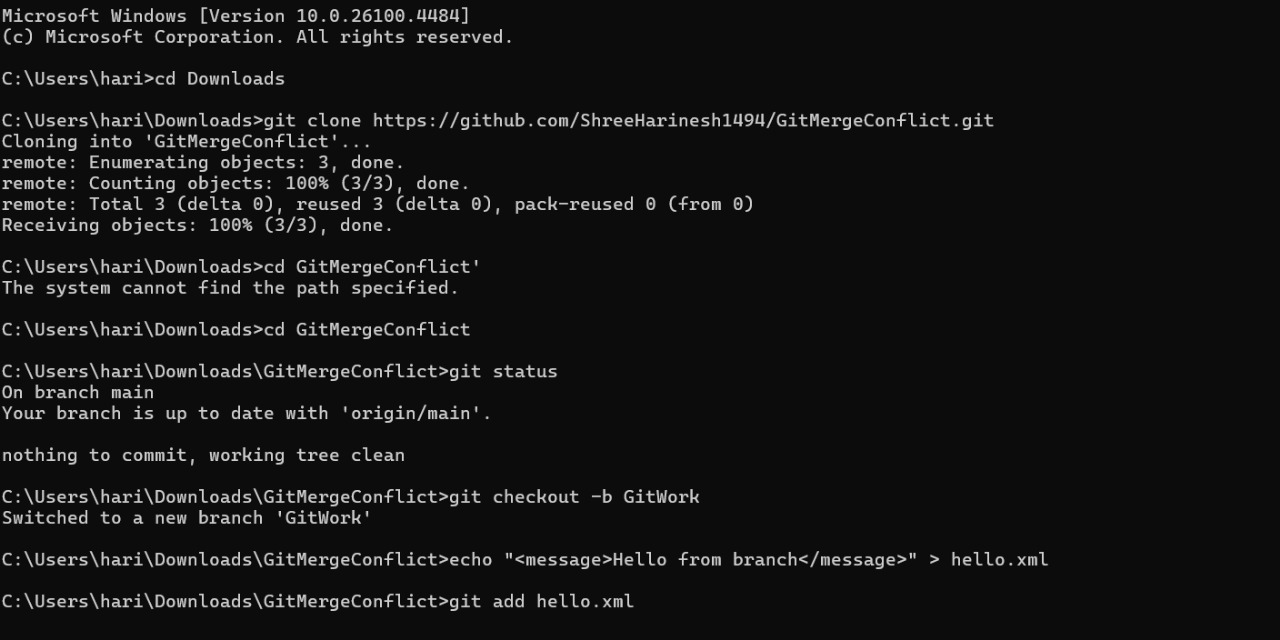 Microsoft Windows [Version 10.0.26100.4484]
(c) Microsoft Corporation. All rights reserved.
C:\Users\hari>cd Downloads
C:\Users\hari\Downloads>git clone https://github.com/ShreeHarinesh1494/GitMergeConflict.git
Cloning into 'GitMergeConflict'...
remote: Enumerating objects: 3, done.
remote: Counting objects: 100% (3/3), done.
remote: Total 3 (delta 0), reused 3 (delta 0), pack-reused 0 (from 0)
Receiving objects: 100% (3/3), done.
C:\Users\hari\Downloads>cd GitMergeConflict'
The system cannot find the path specified.
C:\Users\hari\Downloads>cd GitMergeConflict
C:\Users\hari\Downloads\GitMergeConflict>git status
On branch main
Your branch is up to date with 'origin/main'.
nothing to commit, working tree clean
C:\Users\hari\Downloads\GitMergeConflict>git checkout -b GitWork
Switched to a new branch 'GitWork'
C:\Users\hari\Downloads\GitMergeConflict>echo "<message>Hello from branch</message>" > hello.xml
C:\Users\hari\Downloads\GitMergeConflict>git add hello.xml